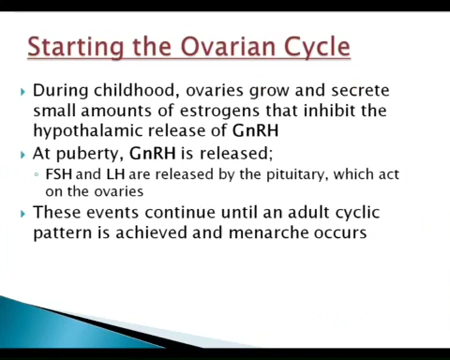 Starting the Ovarian Cycle
During childhood, ovaries grow and secrete
small amounts of estrogens that inhibit the
hypothalamic release of GnRH
At puberty, GnRH is released;
FSH and LH are released by the pituitary, which act
on the ovaries
These events continue until an adult cyclic
pattern is achieved and menarche occurs